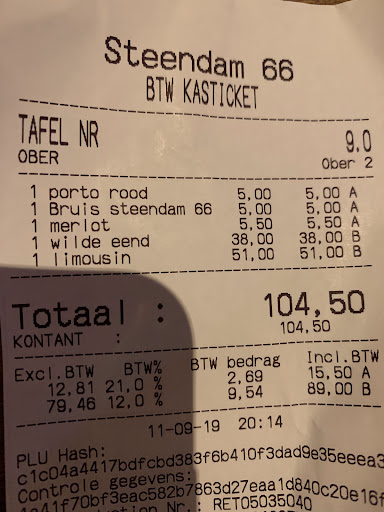 Steendam 66
BTW KASTICKET
TAFEL NR 9.0
OBER Ober 2
1 porto rood 5,00 5,00 A
1 Bruis steendam 66 5,00 5,00 A
1 merlot 5,50 5,50 A
1 wilde eend 38,00 38,00 B
1 limousin 51,00 51,00 B
Totaal : 104,50
KONTANT : 104.50
Excl.BTW BTW% BTW bedrag Incl.BTW
12,81 21,0 % 2,69 15,50 A
79,46 12,0 % 9,54 89,00 B
11-09-19 20:14
PLU Hash:
c1c04a4417bdfcbd383f6b410f3dad9e35eeea3
Controle gegevens:
Nr.: RET05035040